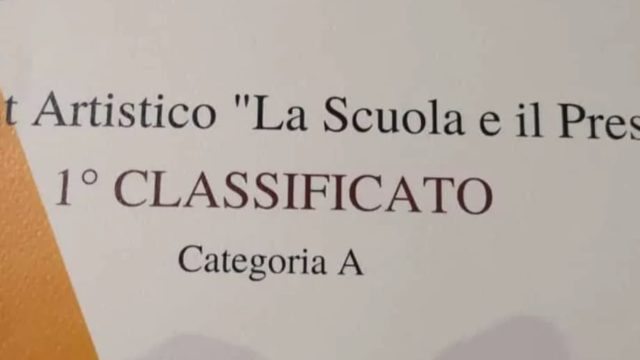 t Artistico "La Scuola e il Pres
1° CLASSIFICATO
Categoria A